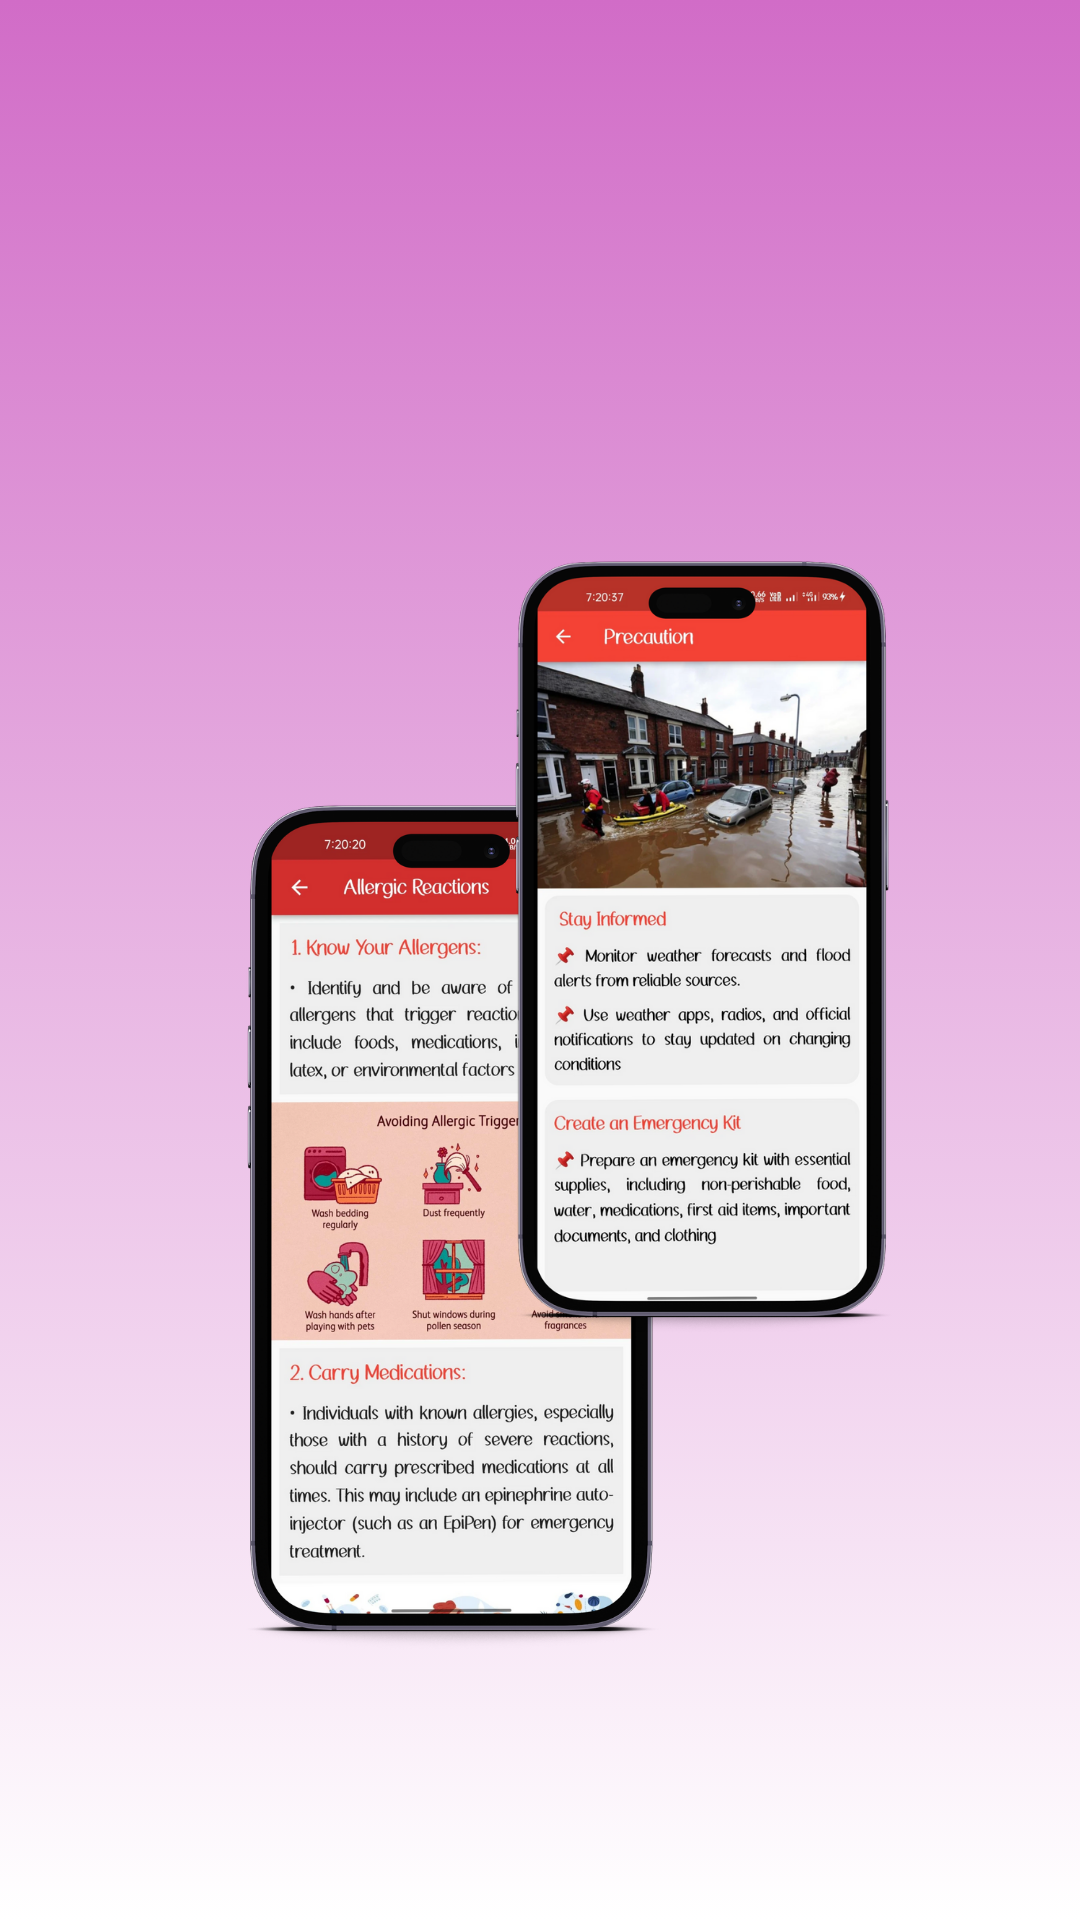 7:20:37
93%
Precaution
Stay Informed
📌 Monitor weather forecasts and flood
alerts from reliable sources.
📌 Use weather apps, radios, and official
notifications to stay updated on changing
conditions
Create an Emergency Kit
📌 Prepare an emergency kit with essential
supplies, including non-perishable food,
water, medications, first aid items, important
documents, and clothing
7:20:20
Allergic Reactions
1. Know Your Allergens:
• Identify and be aware of
allergens that trigger
include foods, medications,
latex, or environmental factors
Avoiding Allergic
Wash bedding
regularly
Dust frequently
Wash hands after
playing with pets
Shut windows during
pollen season
Avoid
fragrances
2. Carry Medications:
• Individuals with known allergies, especially
those with a history of severe reactions,
should carry prescribed medications at all
times. This may include an epinephrine auto-
injector (such as an EpiPen) for emergency
treatment.